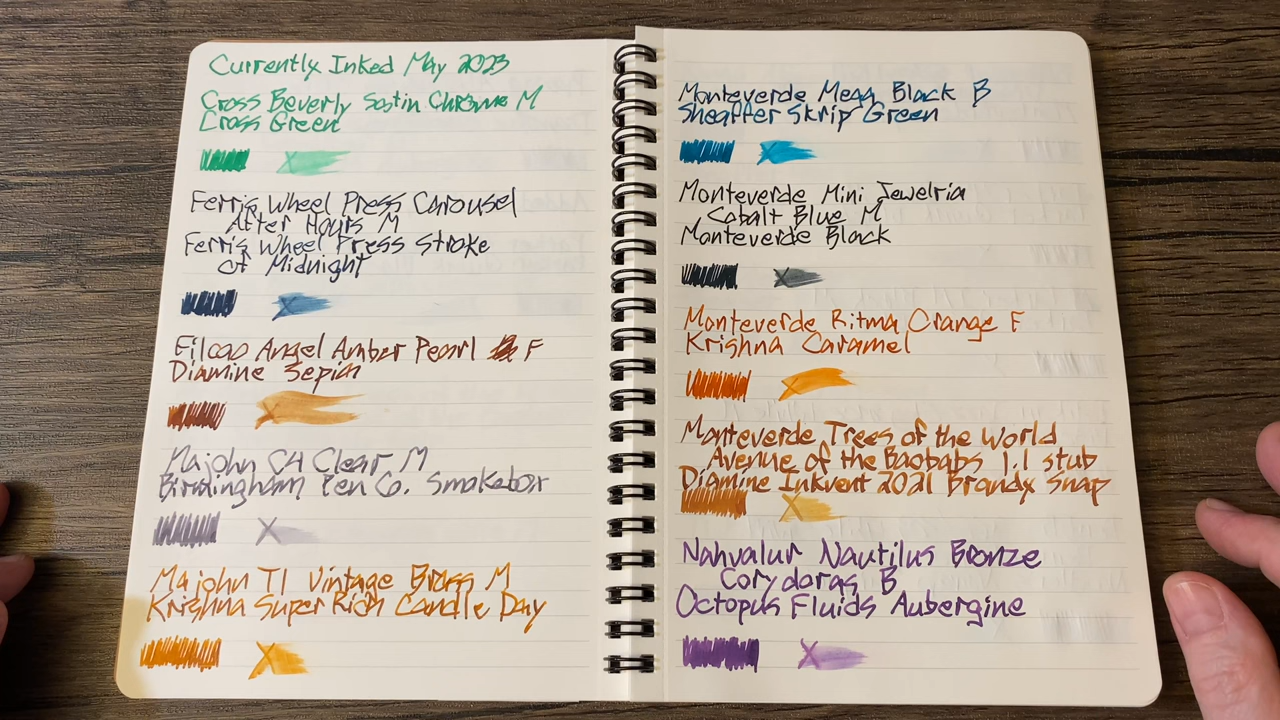 Currently Inked May 2023
Cross Beverly Satin Chrome M
Cross Green
Ferris Wheel Press Carousel
After Hours M
Ferris Wheel Press Stroke
of Midnight
Filcao Angel Amber Pearl F
Diamine Sepia
Majohn C4 Clear M
Birmingham Pen Co. Smokebox
Majohn T1 Vintage Brass M
Krishna Super Rich Candle Day
Monteverde Mega Black B
Sheaffer Skrip Green
Monteverde Mini Jewelria
Cobalt Blue M
Monteverde Black
Monteverde Ritma Orange F
Krishna Caramel
Monteverde Trees of the World
Avenue of the Baobabs 1.1 stub
Diamine Inkvent 2021 Brandy Snap
Nahvalur Nautilus Bronze
Corydoras B
Octopus Fluids Aubergine